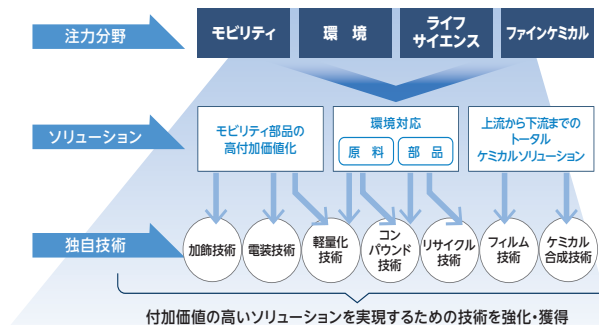 注力分野
モビリティ
環 境
ライフ
サイエンス
ファインケミカル
ソリューション
モビリティ部品の
高付加価値化
環境対応
原 料
部 品
上流から下流までの
トータル
ケミカルソリューション
独自技術
加飾技術
電装技術
軽量化
技術
コン
パウンド
技術
リサイクル
技術
フィルム
技術
ケミカル
合成技術
付加価値の高いソリューションを実現するための技術を強化・獲得